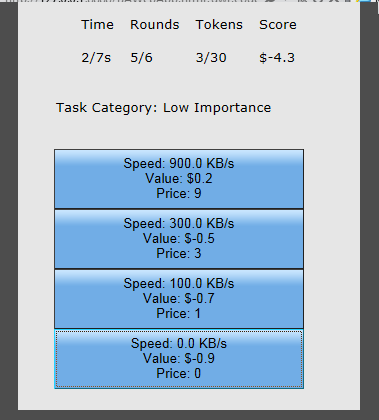 Time Rounds Tokens Score
2/7s 5/6 3/30 $-4.3
Task Category: Low Importance
Speed: 900.0 KB/s
Value: $0.2
Price: 9
Speed: 300.0 KB/s
Value: $-0.5
Price: 3
Speed: 100.0 KB/s
Value: $-0.7
Price: 1
Speed: 0.0 KB/s
Value: $-0.9
Price: 0